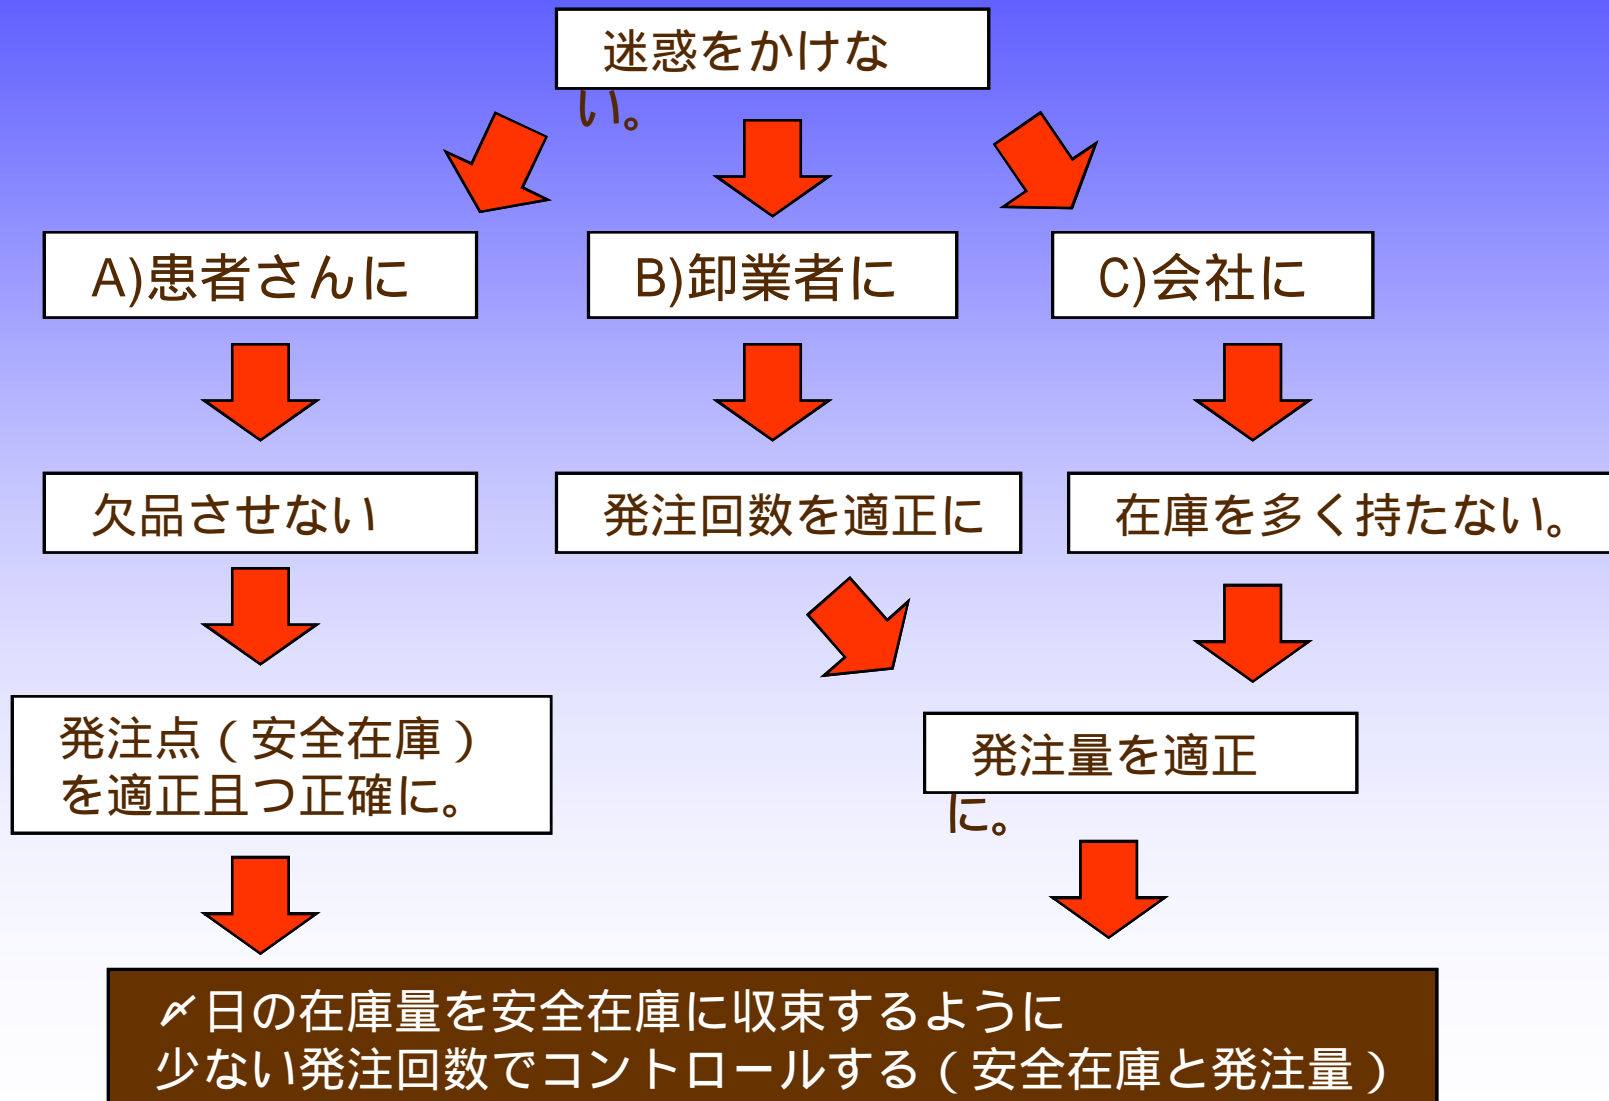 迷惑をかけな
い。
A)患者さんに
B)卸業者に
C)会社に
欠品させない
発注回数を適正に
在庫を多く持たない。
発注点（安全在庫）
を適正且つ正確に。
発注量を適正
に。
〆日の在庫量を安全在庫に収束するように
少ない発注回数でコントロールする（安全在庫と発注量）